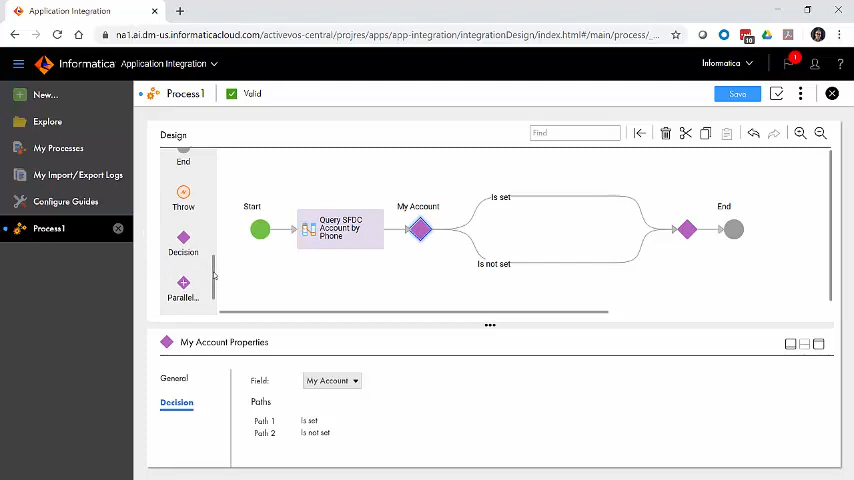 Application Integration
na1.ai.dm-us.informaticacloud.com/activevos-central/projres/apps/app-integration/integrationDesign/index.html#/main/process/_...
10
Informatica Application Integration
Informatica
1
New...
Explore
My Processes
My Import/Export Logs
Configure Guides
Process1
Process1
Valid
Save
Design
Find
End
Throw
Decision
Parallel...
Start
Query SFDC
Account by
Phone
My Account
Is set
Is not set
End
My Account Properties
General
Decision
Field: My Account
Paths
Path 1 Is set
Path 2 Is not set